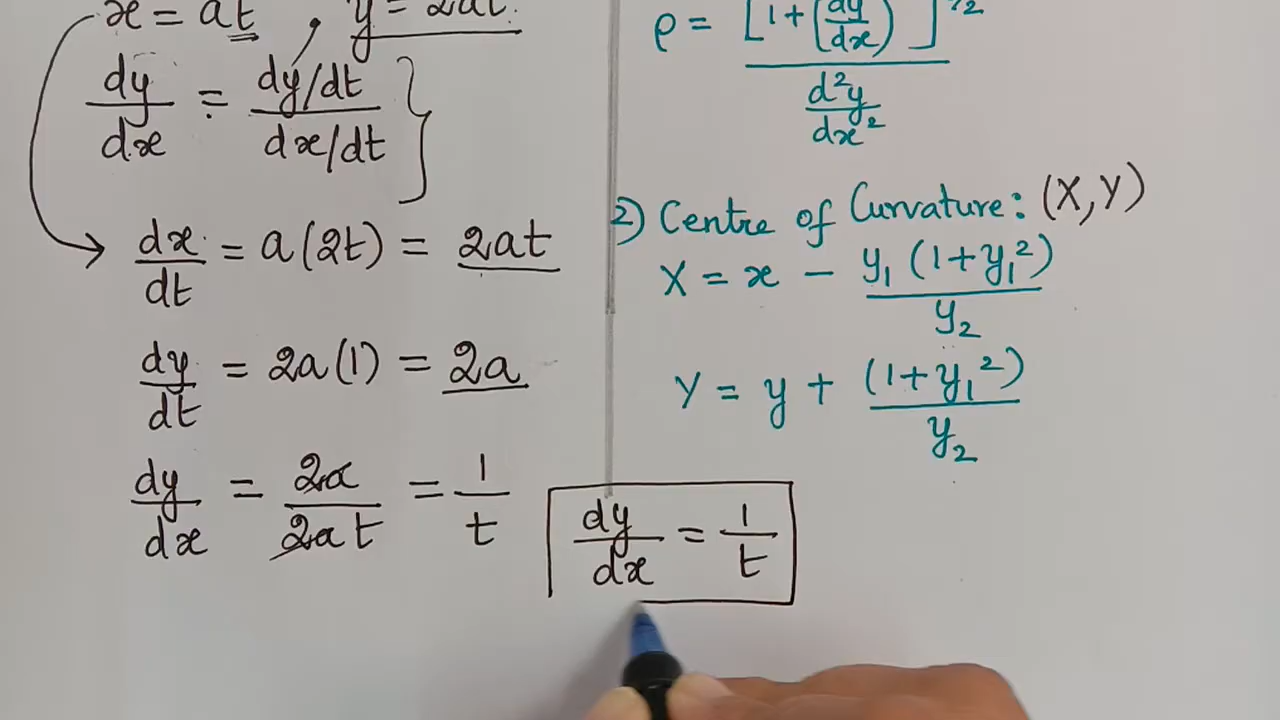 x = at , y = 2at.
dy/dx = (dy/dt)/(dx/dt) }
dx/dt = a(2t) = 2at
dy/dt = 2a(1) = 2a
dy/dx = 2a/2at = 1/t
dy/dx = 1/t
ρ = [1+(dy/dx) ]^3/2 / (d²y/dx²)
2) Centre of Curvature: (X,Y)
X = x − y₁(1+y₁²)/y₂
Y = y + (1+y₁²)/y₂